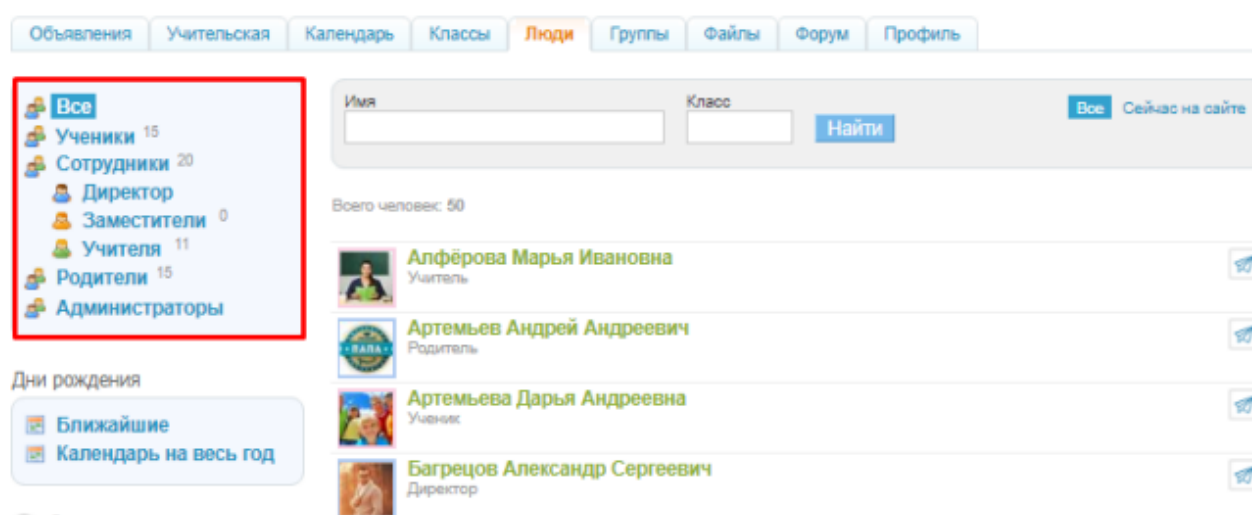 Объявления Учительская Календарь Классы Люди Группы Файлы Форум Профиль
Все
Ученики 15
Сотрудники 20
Директор
Заместители 0
Учителя 11
Родители 15
Администраторы
Дни рождения
Ближайшие
Календарь на весь год
Имя Класс
Найти
Все Сейчас на сайте
Всего человек: 50
Алфёрова Марья Ивановна
Учитель
ПАПА
Артемьев Андрей Андреевич
Родитель
Артемьева Дарья Андреевна
Ученик
Багрецов Александр Сергеевич
Директор